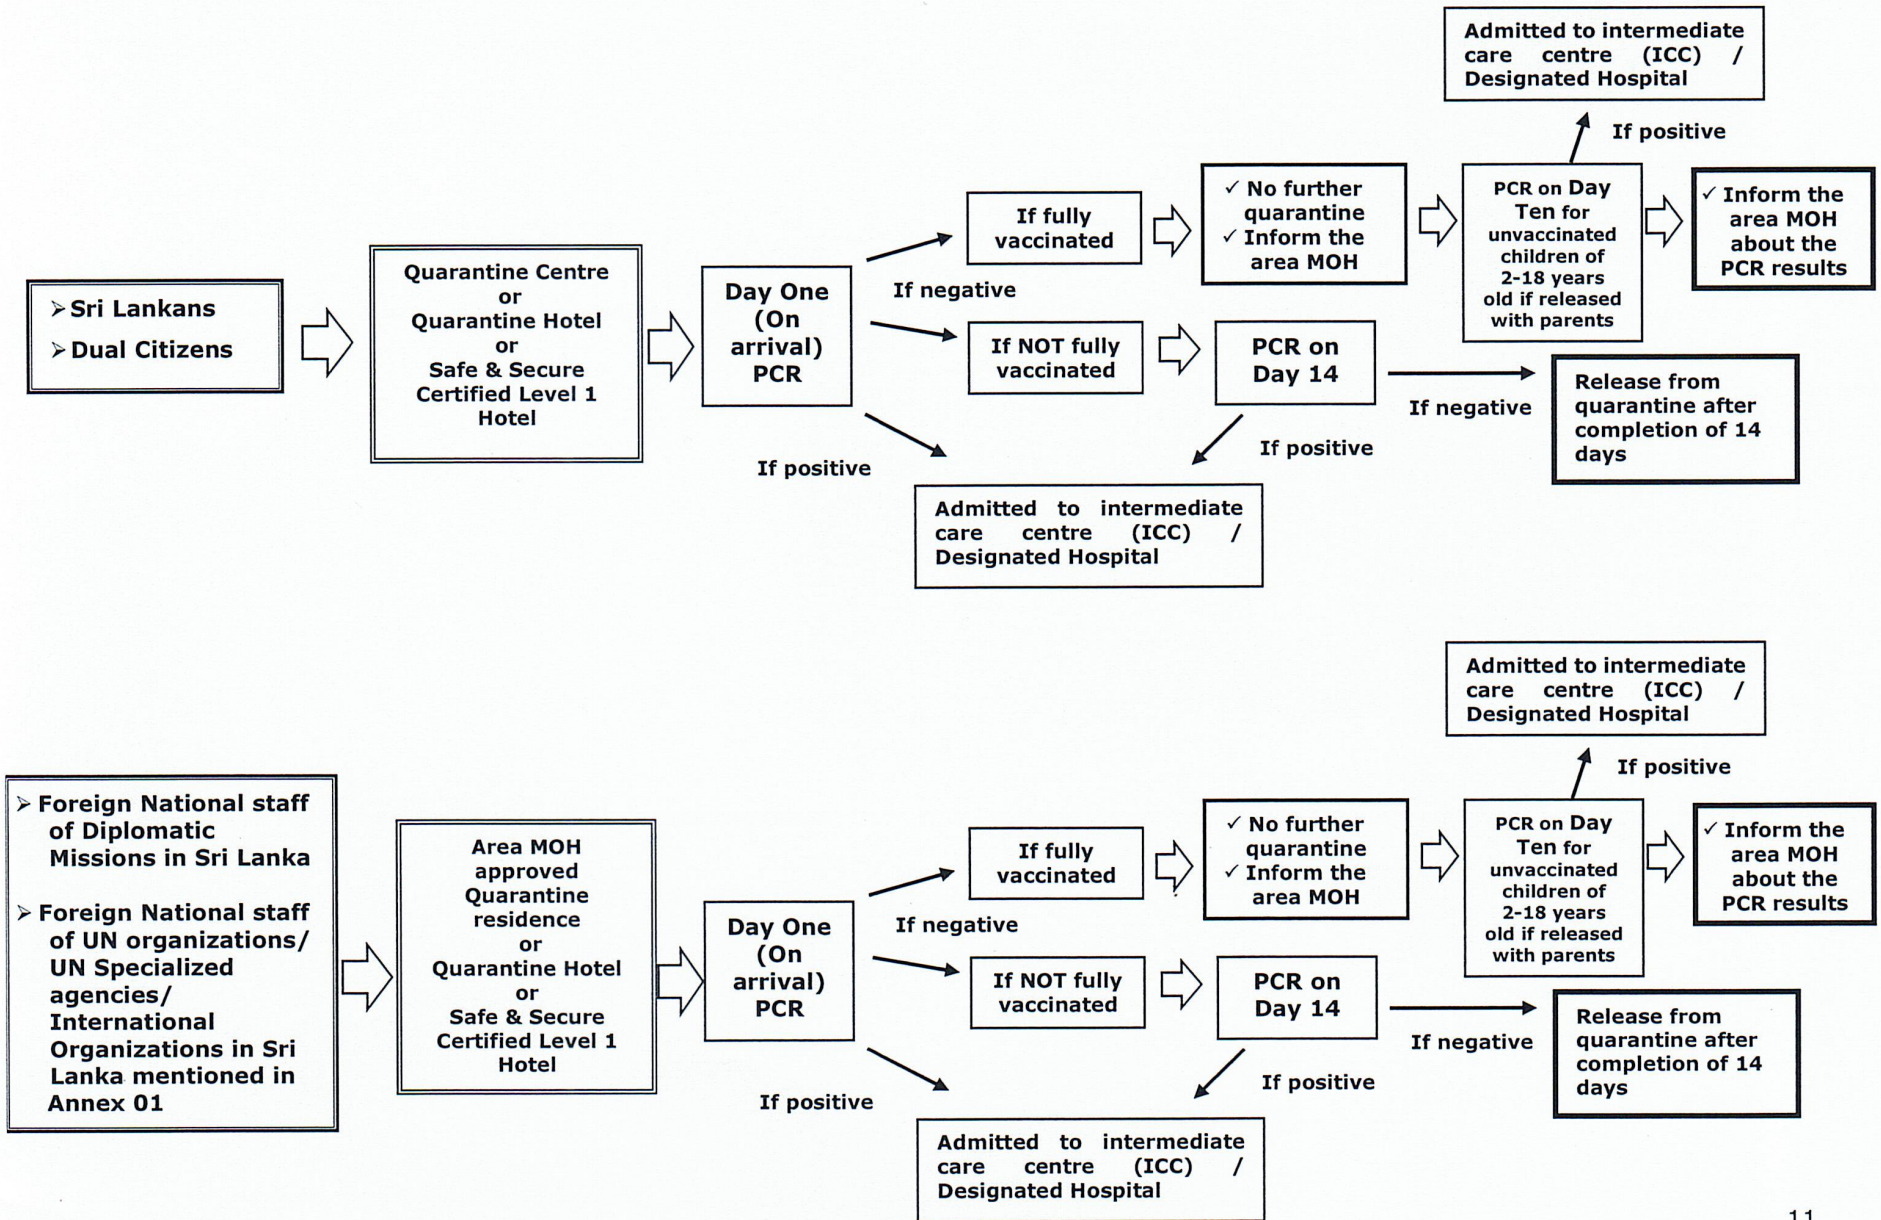 ➢ Sri Lankans
➢ Dual Citizens
Quarantine Centre
or
Quarantine Hotel
or
Safe & Secure
Certified Level 1
Hotel
Day One
(On
arrival)
PCR
If negative
If positive
If fully
vaccinated
✓ No further
quarantine
✓ Inform the
area MOH
PCR on Day
Ten for
unvaccinated
children of
2-18 years
old if released
with parents
If positive
Admitted to intermediate
care centre (ICC) /
Designated Hospital
✓ Inform the
area MOH
about the
PCR results
If NOT fully
vaccinated
PCR on
Day 14
If negative
Release from
quarantine after
completion of 14
days
If positive
Admitted to intermediate
care centre (ICC) /
Designated Hospital
➢ Foreign National staff
of Diplomatic
Missions in Sri Lanka
➢ Foreign National staff
of UN organizations/
UN Specialized
agencies/
International
Organizations in Sri
Lanka mentioned in
Annex 01
Area MOH
approved
Quarantine
residence
or
Quarantine Hotel
or
Safe & Secure
Certified Level 1
Hotel
Day One
(On
arrival)
PCR
If negative
If positive
If fully
vaccinated
✓ No further
quarantine
✓ Inform the
area MOH
PCR on Day
Ten for
unvaccinated
children of
2-18 years
old if released
with parents
If positive
Admitted to intermediate
care centre (ICC) /
Designated Hospital
✓ Inform the
area MOH
about the
PCR results
If NOT fully
vaccinated
PCR on
Day 14
If negative
Release from
quarantine after
completion of 14
days
If positive
Admitted to intermediate
care centre (ICC) /
Designated Hospital
11